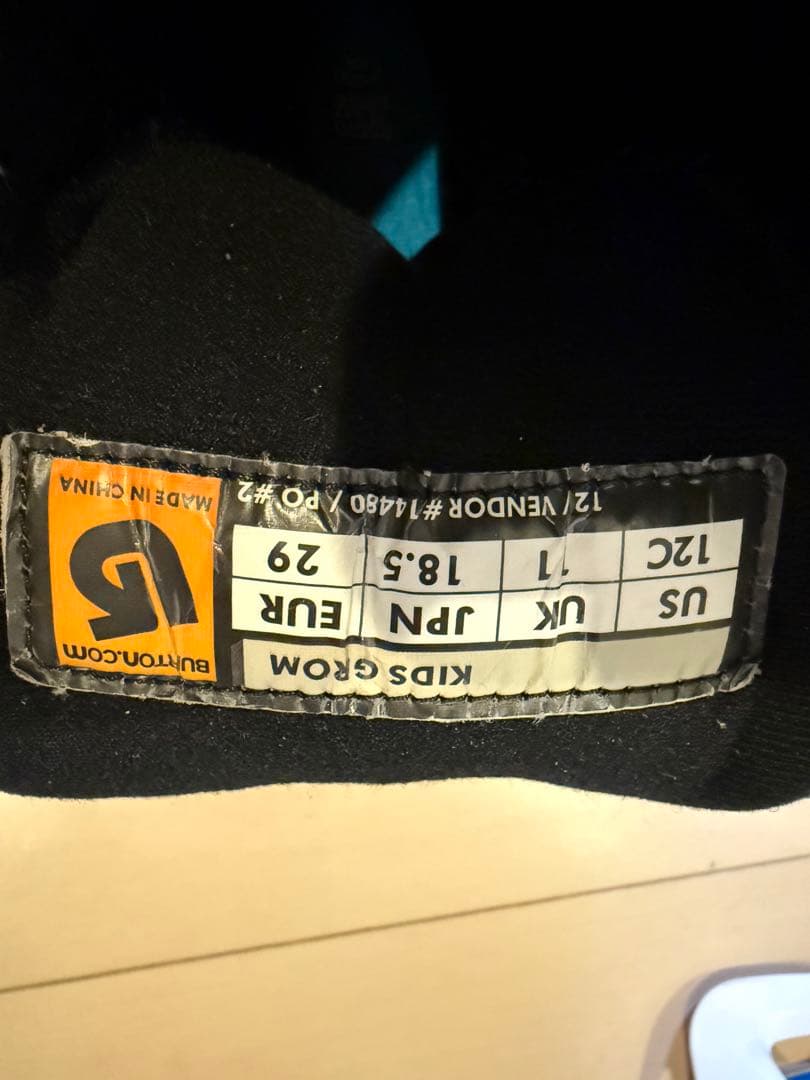 KIDS GROM
US UK JPN EUR
12C 11 18.5 29
12 / VENDOR #14480 / PO #2
BURTON.COM
MADE IN CHINA